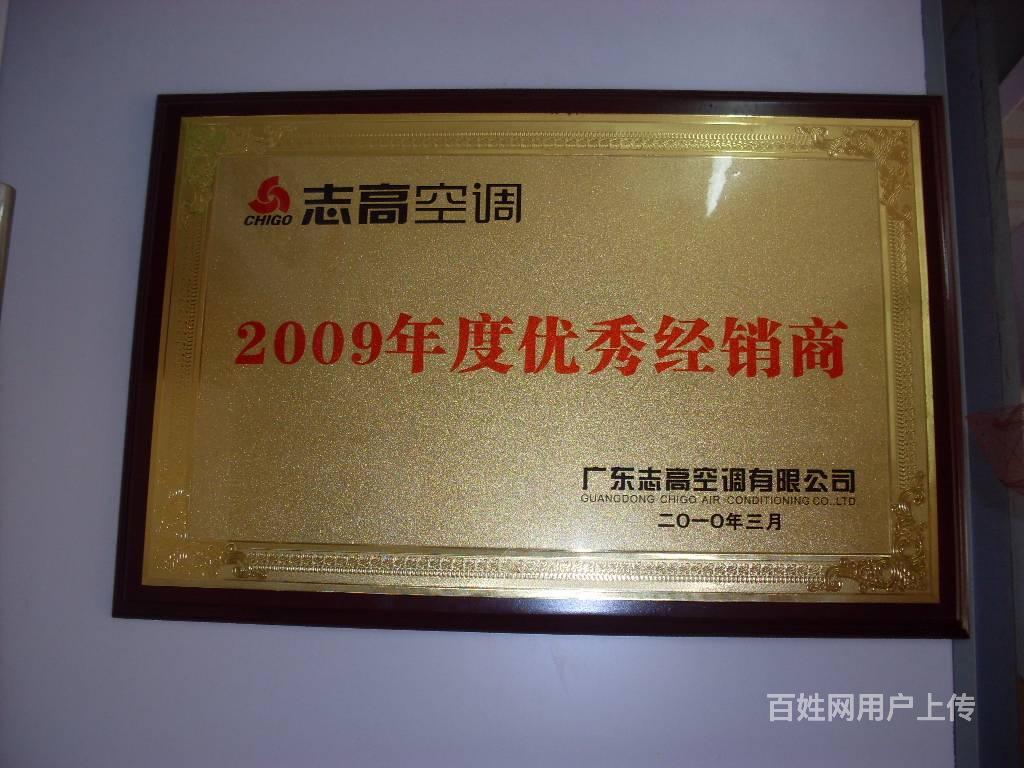 CHIGO 志高空调
2009年度优秀经销商
广东志高空调有限公司
GUANGDONG CHIGO AIR CONDITIONING CO.,LTD
二〇一〇年三月
百姓网用户上传